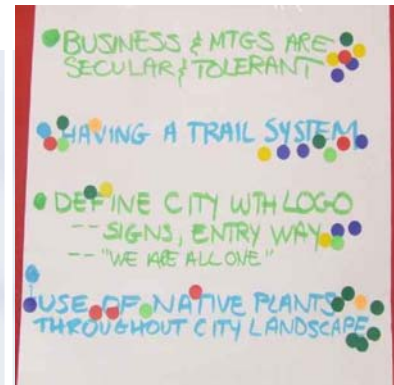 BUSINESS & MTGS ARE
SECULAR & TOLERANT
HAVING A TRAIL SYSTEM
DEFINE CITY WTH LOGO
-- SIGNS, ENTRY WAY
-- "WE ARE ALL ONE"
USE OF NATIVE PLANTS
THROUGHOUT CITY LANDSCAPE